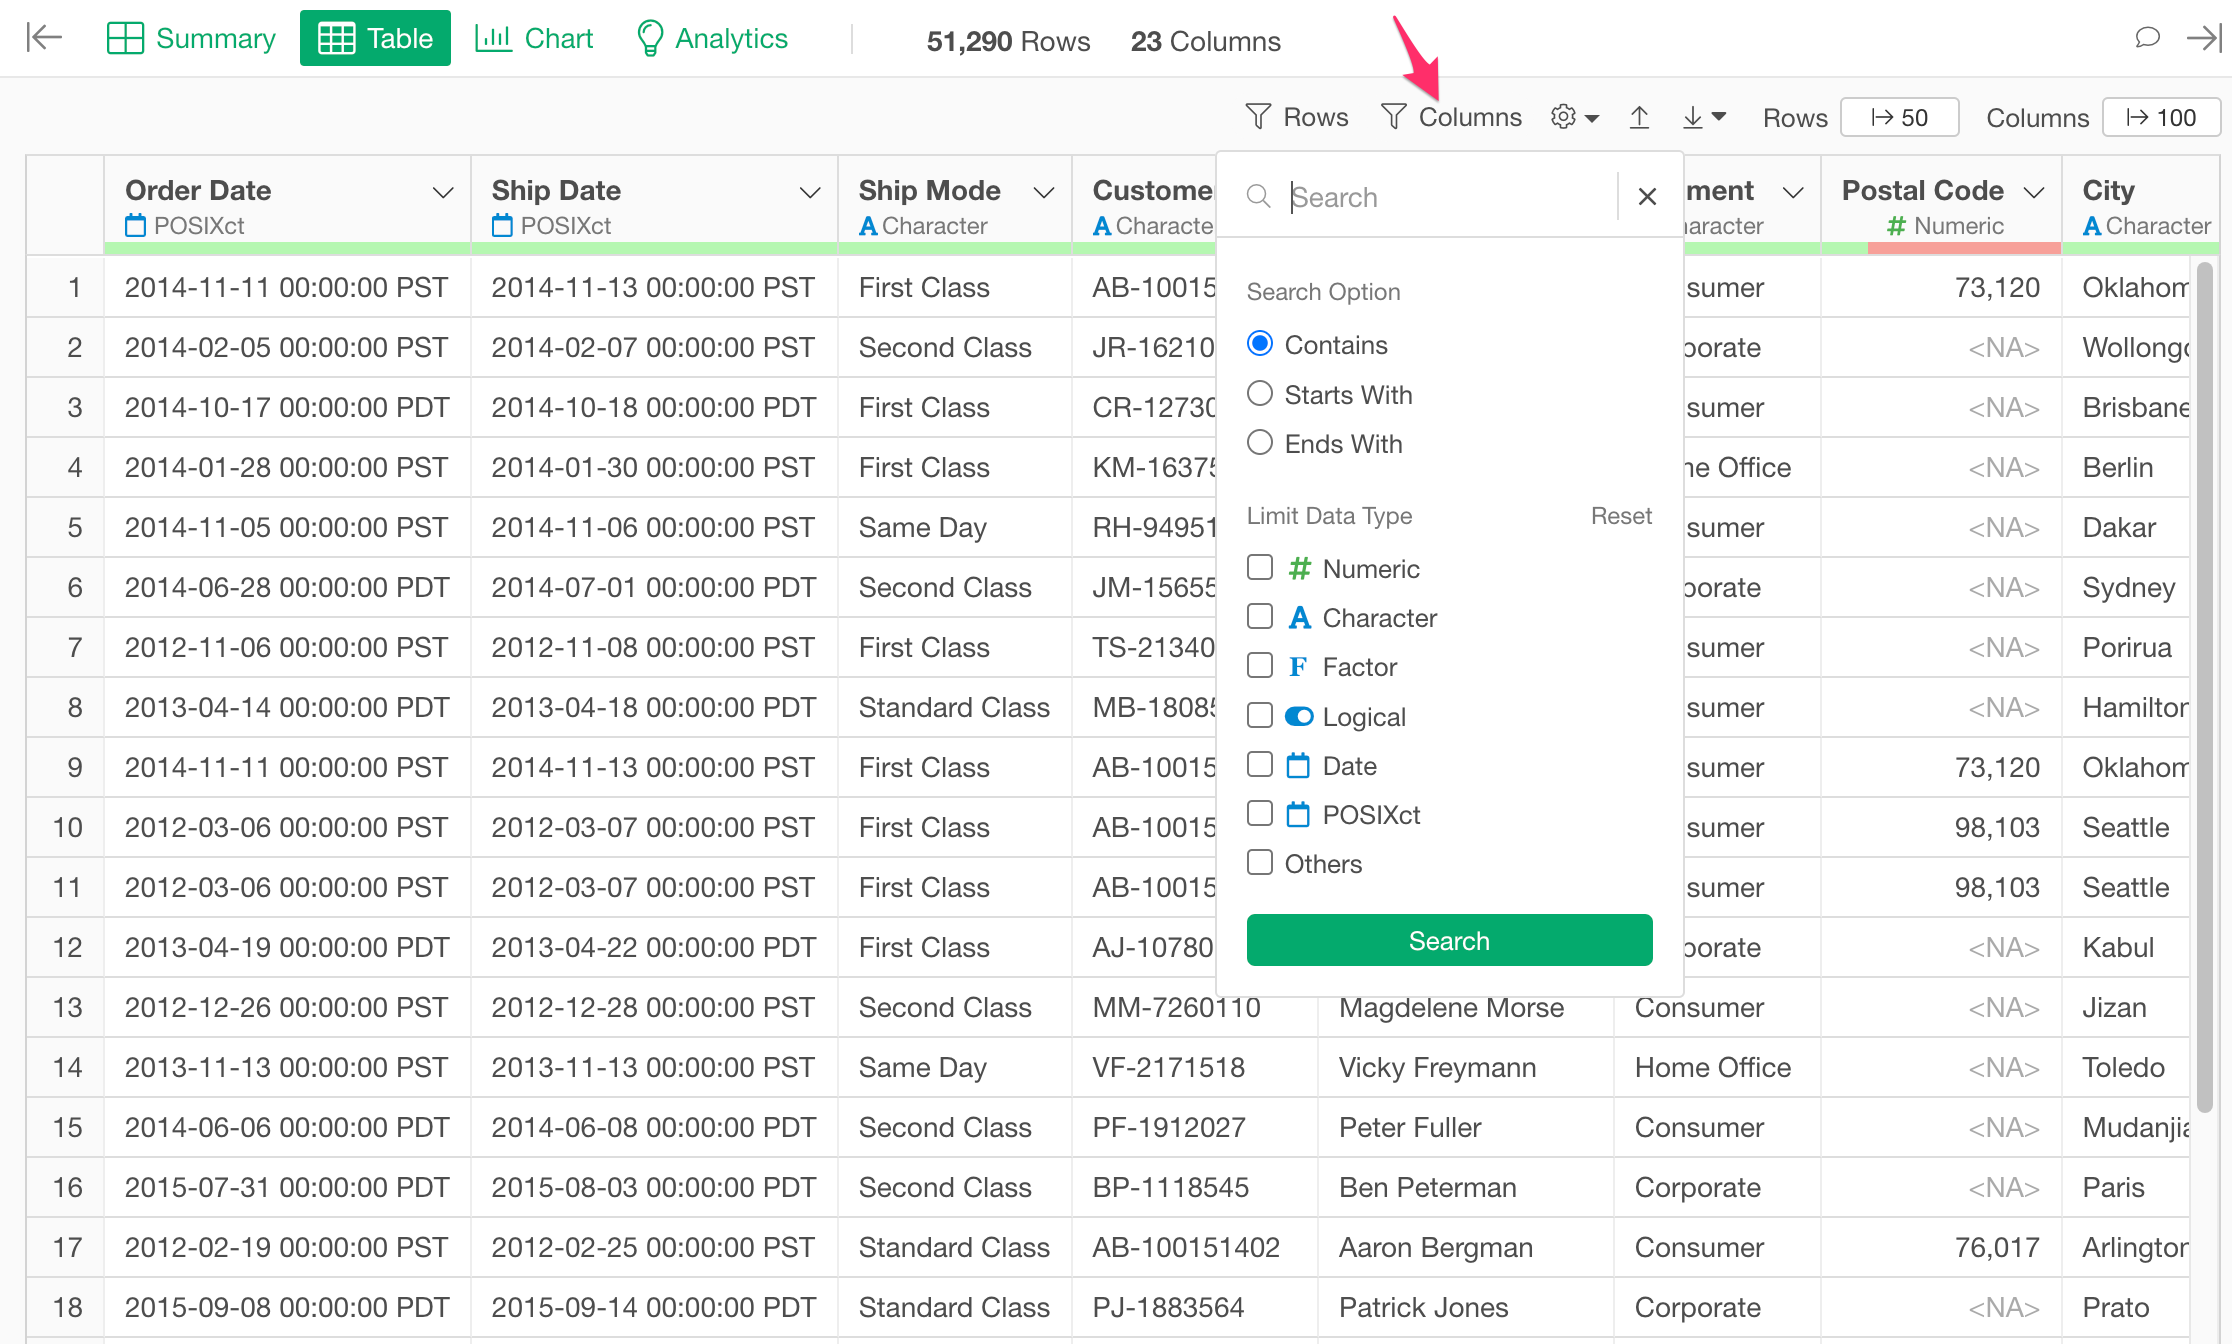 Summary Table Chart Analytics 51,290 Rows 23 Columns
Rows Columns Rows 50 Columns 100
Order Date Ship Date Ship Mode Custome ment Postal Code City
POSIXct POSIXct Character Characte aracter Numeric Character
1 2014-11-11 00:00:00 PST 2014-11-13 00:00:00 PST First Class AB-10015 sumer 73,120 Oklahom
2 2014-02-05 00:00:00 PST 2014-02-07 00:00:00 PST Second Class JR-16210 porate <NA> Wollongo
3 2014-10-17 00:00:00 PDT 2014-10-18 00:00:00 PDT First Class CR-12730 sumer <NA> Brisbane
4 2014-01-28 00:00:00 PST 2014-01-30 00:00:00 PST First Class KM-16375 ne Office <NA> Berlin
5 2014-11-05 00:00:00 PST 2014-11-06 00:00:00 PST Same Day RH-94951 sumer <NA> Dakar
6 2014-06-28 00:00:00 PDT 2014-07-01 00:00:00 PDT Second Class JM-15655 porate <NA> Sydney
7 2012-11-06 00:00:00 PST 2012-11-08 00:00:00 PST First Class TS-21340 sumer <NA> Porirua
8 2013-04-14 00:00:00 PDT 2013-04-18 00:00:00 PDT Standard Class MB-18085 sumer <NA> Hamilton
9 2014-11-11 00:00:00 PST 2014-11-13 00:00:00 PST First Class AB-10015 sumer 73,120 Oklahom
10 2012-03-06 00:00:00 PST 2012-03-07 00:00:00 PST First Class AB-10015 sumer 98,103 Seattle
11 2012-03-06 00:00:00 PST 2012-03-07 00:00:00 PST First Class AB-10015 sumer 98,103 Seattle
12 2013-04-19 00:00:00 PDT 2013-04-22 00:00:00 PDT First Class AJ-10780 porate <NA> Kabul
13 2012-12-26 00:00:00 PST 2012-12-28 00:00:00 PST Second Class MM-7260110 Magdelene Morse Consumer <NA> Jizan
14 2013-11-13 00:00:00 PST 2013-11-13 00:00:00 PST Same Day VF-2171518 Vicky Freymann Home Office <NA> Toledo
15 2014-06-06 00:00:00 PDT 2014-06-08 00:00:00 PDT Second Class PF-1912027 Peter Fuller Consumer <NA> Mudanjia
16 2015-07-31 00:00:00 PDT 2015-08-03 00:00:00 PDT Second Class BP-1118545 Ben Peterman Corporate <NA> Paris
17 2012-02-19 00:00:00 PST 2012-02-25 00:00:00 PST Standard Class AB-100151402 Aaron Bergman Consumer 76,017 Arlington
18 2015-09-08 00:00:00 PDT 2015-09-14 00:00:00 PDT Standard Class PJ-1883564 Patrick Jones Corporate <NA> Prato
Search
Search Option
Contains
Starts With
Ends With
Limit Data Type Reset
# Numeric
A Character
F Factor
Logical
Date
POSIXct
Others
Search